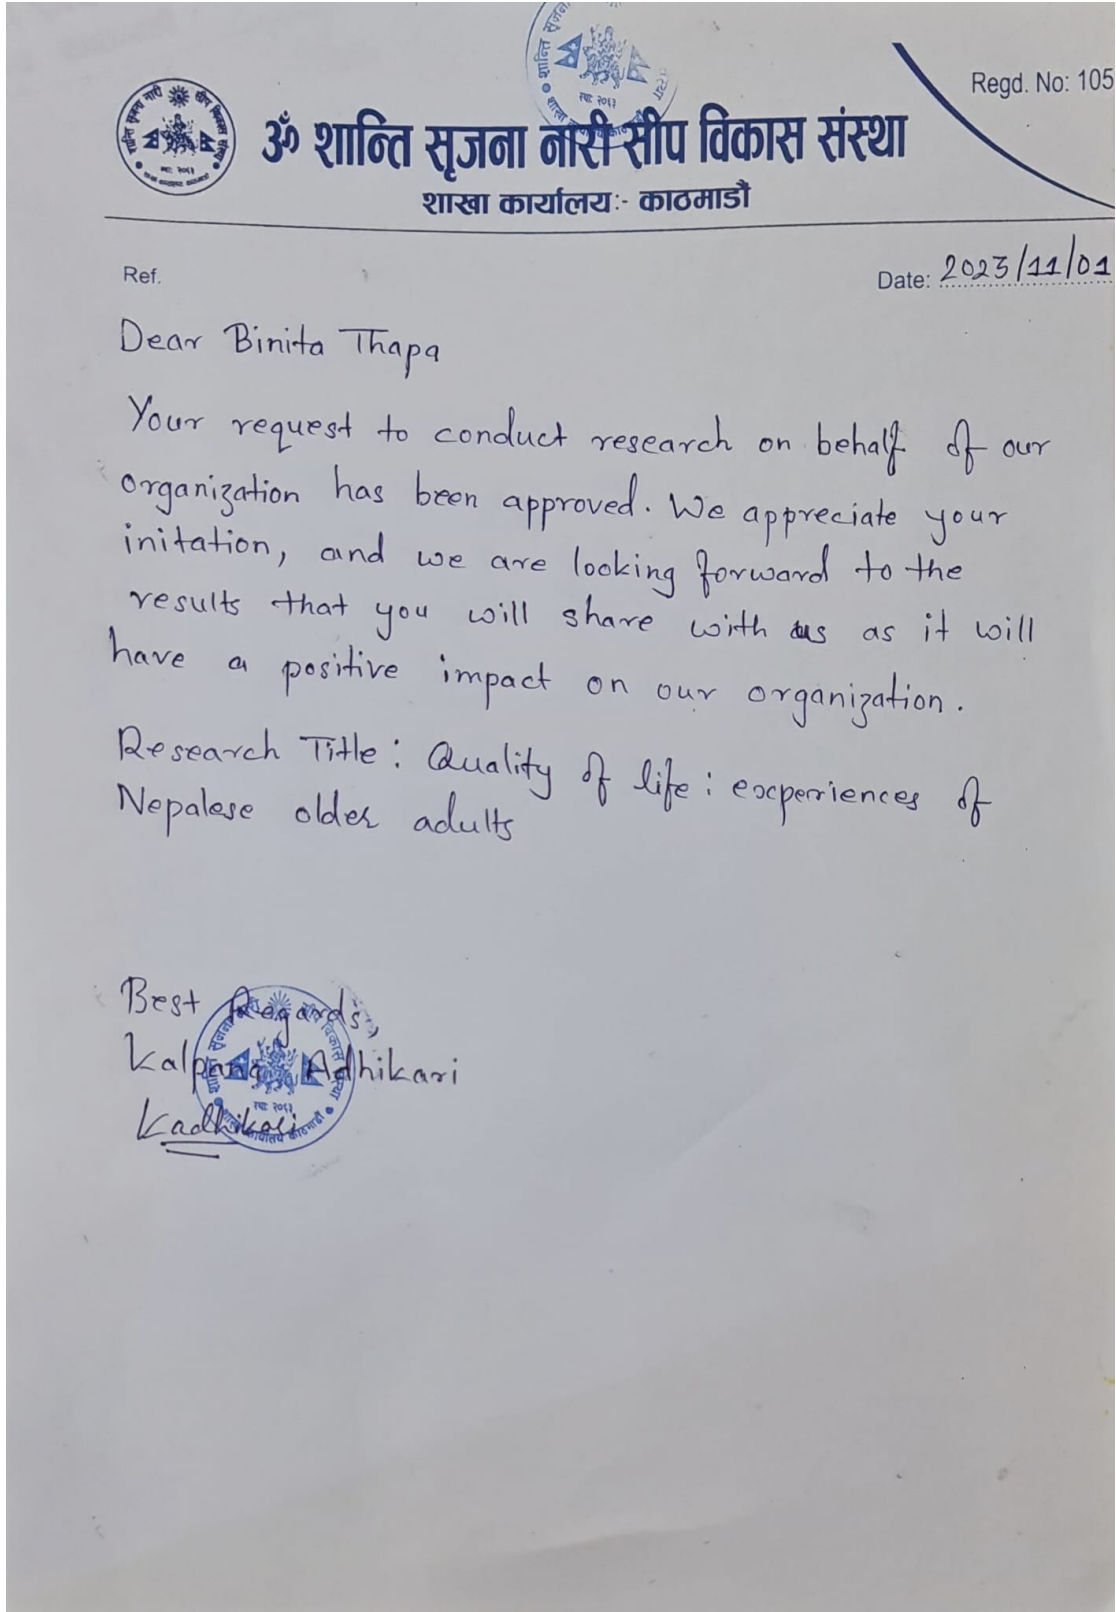 Regd. No: 105
ॐ शान्ति सृजना नारी सीप विकास संस्था
शाखा कार्यालय:- काठमाडौं
Ref.
Date: 2023/11/01
Dear Binita Thapa
Your request to conduct research on behalf of our
organization has been approved. We appreciate your
initation, and we are looking forward to the
results that you will share with us as it will
have a positive impact on our organization.
Research Title: Quality of life: experiences of
Nepalese older adults
Best Regards,
Kalpana Adhikari
Kadhikari